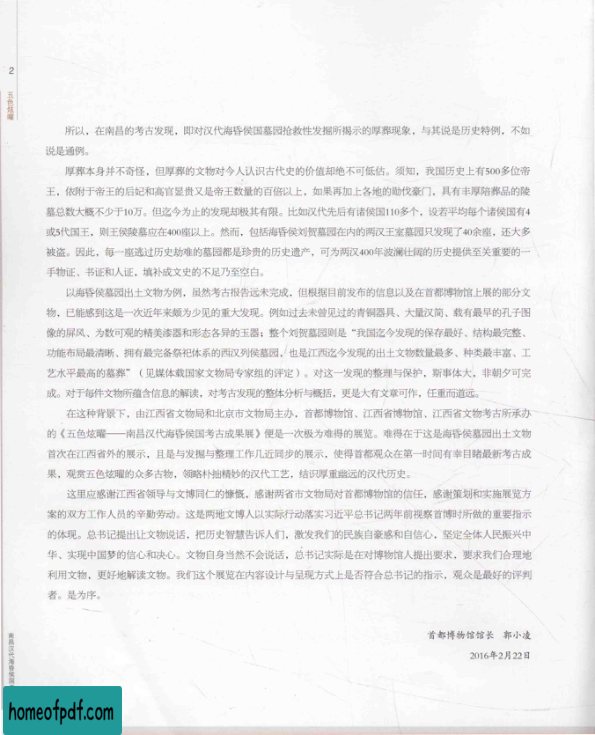 2
五色炫曜
所以，在南昌的考古发现，即对汉代海昏侯国墓园抢救性发掘所揭示的厚葬现象，与其说是历史特例，不如
说是通例。
厚葬本身并不奇怪，但厚葬的文物对今人认识古代史的价值却绝不可低估。须知，我国历史上有500多位帝
王，依附于帝王的后妃和高官显贵又是帝王数量的百倍以上，如果再加上各地的勋伐豪门，具有丰厚陪葬品的陵
墓总数大概不少于10万。但迄今为止的发现却极其有限。比如汉代先后有诸侯国110多个，设若平均每个诸侯国有4
或5代国王，则王侯陵墓应在400座以上。然而，包括海昏侯刘贺墓园在内的两汉王室墓园只发现了40余座，还大多
被盗。因此，每一座逃过历史劫难的墓园都是珍贵的历史遗产，可为两汉400年波澜壮阔的历史提供至关重要的一
手物证、书证和人证，填补成文史的不足乃至空白。
以海昏侯墓园出土文物为例，虽然考古报告远未完成，但根据目前发布的信息以及在首都博物馆上展的部分文
物，已能感到这是一次近年来颇为少见的重大发现。例如过去未曾见过的青铜器具、大量汉简、载有最早的孔子图
像的屏风、为数可观的精美漆器和形态各异的玉器；整个刘贺墓园则是“我国迄今发现的保存最好、结构最完整、
功能布局最清晰、拥有最完备祭祀体系的西汉列侯墓园，也是江西迄今发现的出土文物数量最多、种类最丰富、工
艺水平最高的墓葬”（见媒体载国家文物局专家组的评定）。对这一发现的整理与保护，斯事体大，非朝夕可完
成。对于每件文物所蕴含信息的解读，对考古发现的整体分析与概括，更是大有文章可作，任重而道远。
在这种背景下，由江西省文物局和北京市文物局主办，首都博物馆、江西省博物馆、江西省文物考古所承办
的《五色炫曜——南昌汉代海昏侯国考古成果展》便是一次极为难得的展览。难得在于这是海昏侯墓园出土文物
首次在江西省外的展示，且是与发掘与整理工作几近同步的展示，使得首都观众在第一时间有幸目睹最新考古成
果，观赏五色炫曜的众多古物，领略朴拙精妙的汉代工艺，结识厚重幽远的汉代历史。
这里应感谢江西省领导与文博同仁的慷慨，感谢两省市文物局对首都博物馆的信任，感谢策划和实施展览方
案的双方工作人员的辛勤劳动。这是两地文博人以实际行动落实习近平总书记两年前视察首博时所做的重要指示
的体现。总书记提出让文物说话，把历史智慧告诉人们，激发我们的民族自豪感和自信心，坚定全体人民振兴中
华、实现中国梦的信心和决心。文物自身当然不会说话，总书记实际是在对博物馆人提出要求，要求我们合理地
利用文物，更好地解读文物。我们这个展览在内容设计与呈现方式上是否符合总书记的指示，观众是最好的评判
者。是为序。
首都博物馆馆长 郭小凌
2016年2月22日
南昌汉代海昏侯国
homeofpdf.com